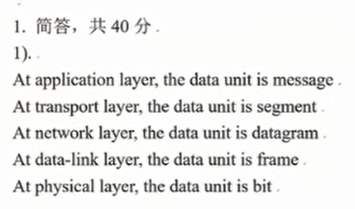 1. 简答，共 40 分.
1).
At application layer, the data unit is message.
At transport layer, the data unit is segment.
At network layer, the data unit is datagram.
At data-link layer, the data unit is frame.
At physical layer, the data unit is bit.